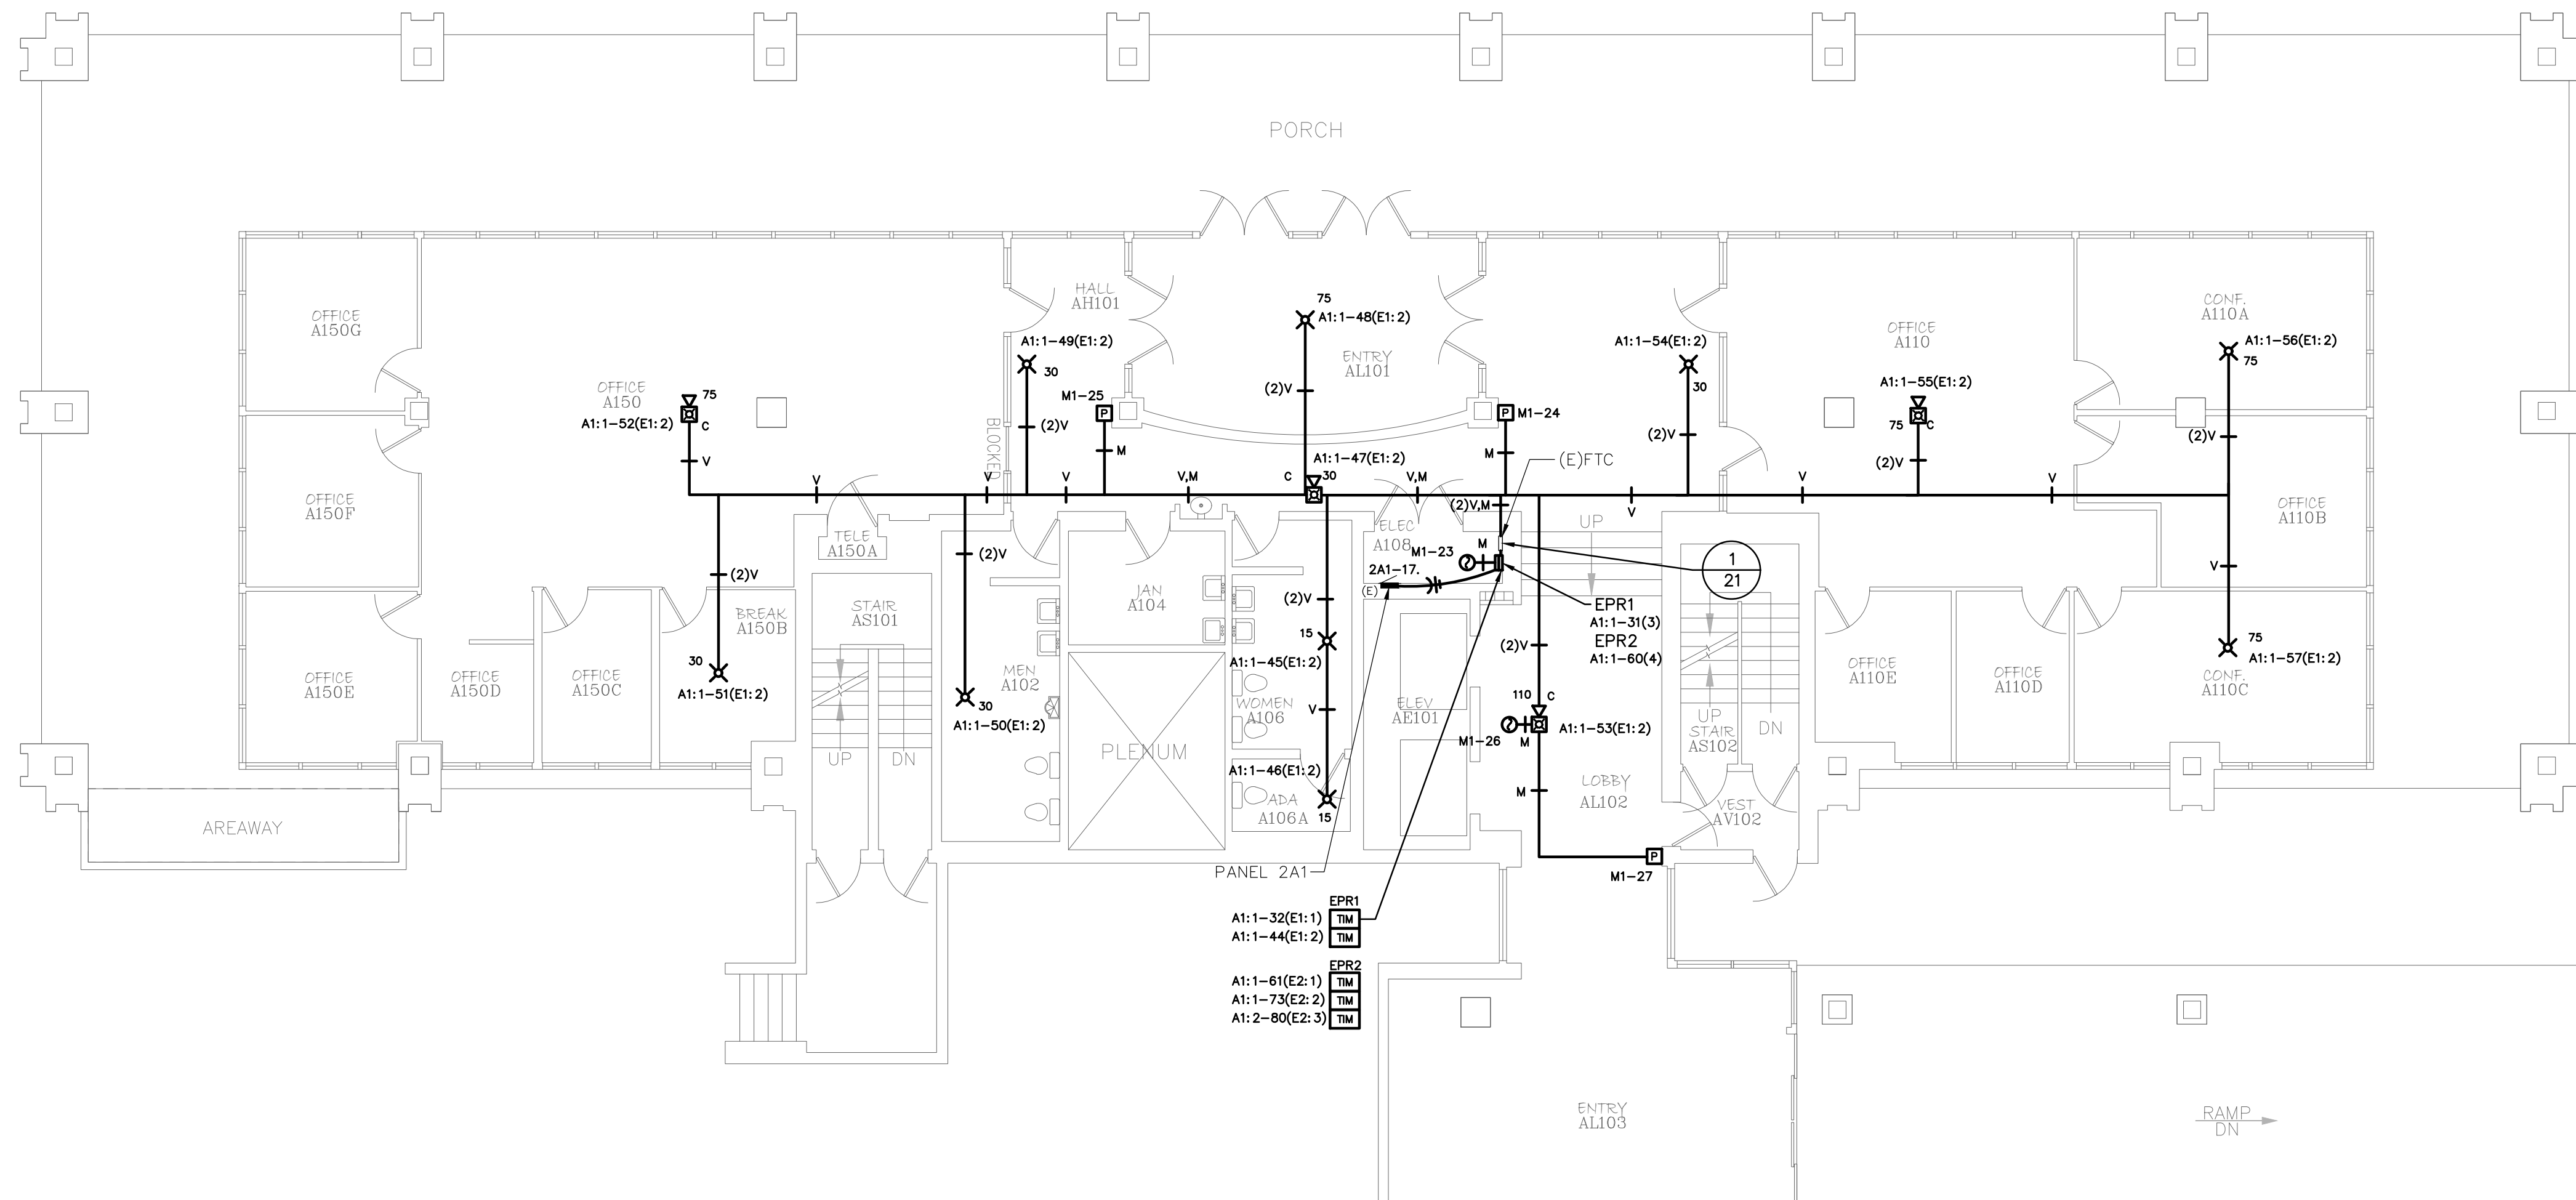 PORCH
HALL
AH101
OFFICE
A150G
75
A1:1-48(E1:2)
CONF.
A110A
OFFICE
A110
A1:1-49(E1:2)
30
ENTRY
AL101
A1:1-54(E1:2)
30
A1:1-56(E1:2)
75
OFFICE
A150
75
A1:1-52(E1:2)
C
V
M1-25
P
(2)V
P
M1-24
A1:1-55(E1:2)
75
C
(2)V
M
BLOCKED
(2)V
(2)V
(2)V
M
A1:1-47(E1:2)
C
30
(E)FTC
V
V
V
V,M
V,M
V
V
V
OFFICE
A150F
TELE
A150A
(2)V
(2)V,M
ELEC
A108
M
M1-23
2A1-17.
(E)
UP
OFFICE
A110B
(2)V
1
21
V
JAN
A104
(2)V
STAIR
AS101
BREAK
A150B
EPR1
A1:1-31(3)
EPR2
A1:1-60(4)
15
A1:1-45(E1:2)
(2)V
30
A1:1-51(E1:2)
OFFICE
A150E
OFFICE
A150D
OFFICE
A150C
MEN
A102
30
A1:1-50(E1:2)
WOMEN
A106
V
ELEV
AE101
110
C
A1:1-53(E1:2)
M1-26
M
UP
STAIR
AS102
DN
OFFICE
A110E
OFFICE
A110D
75
A1:1-57(E1:2)
CONF.
A110C
UP
DN
PLENUM
A1:1-46(E1:2)
ADA
A106A
15
M
LOBBY
AL102
VEST
AV102
AREAWAY
P
M1-27
PANEL 2A1
EPR1
A1:1-32(E1:1)
TIM
A1:1-44(E1:2)
TIM
EPR2
A1:1-61(E2:1)
TIM
A1:1-73(E2:2)
TIM
A1:2-80(E2:3)
TIM
ENTRY
AL103
RAMP
DN